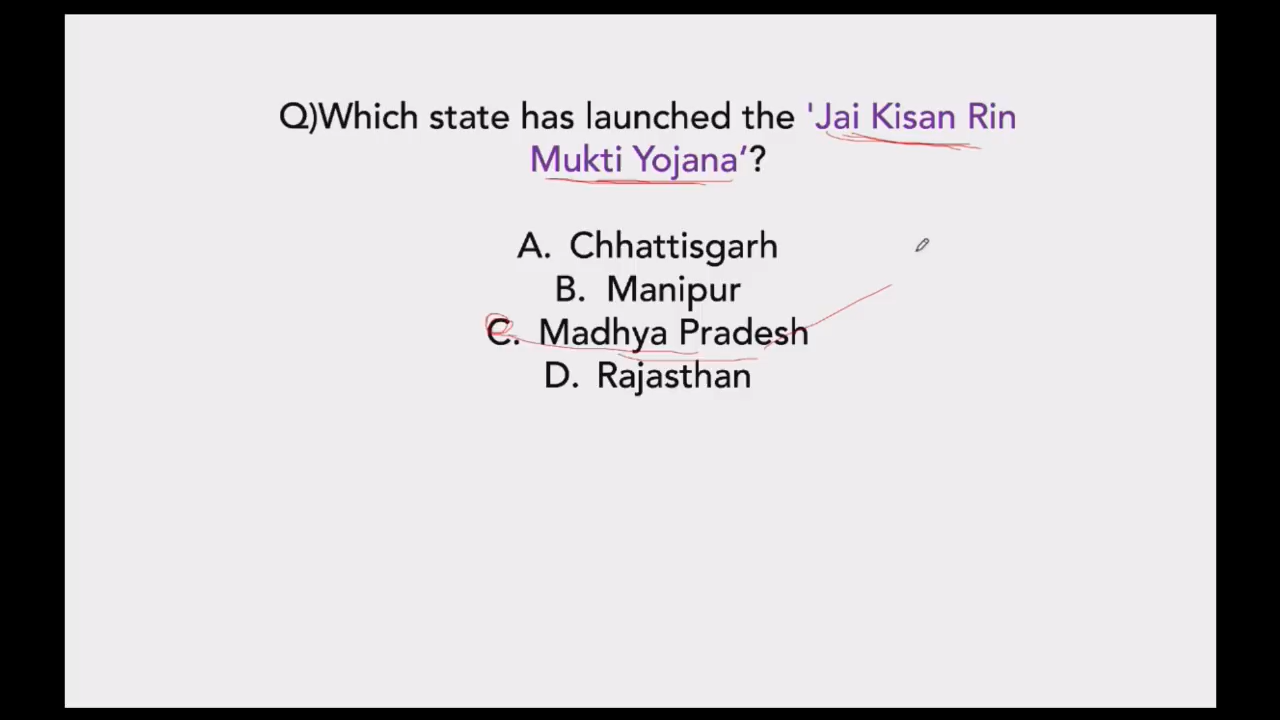 Q)Which state has launched the 'Jai Kisan Rin
Mukti Yojana'?
A. Chhattisgarh
B. Manipur
C. Madhya Pradesh
D. Rajasthan